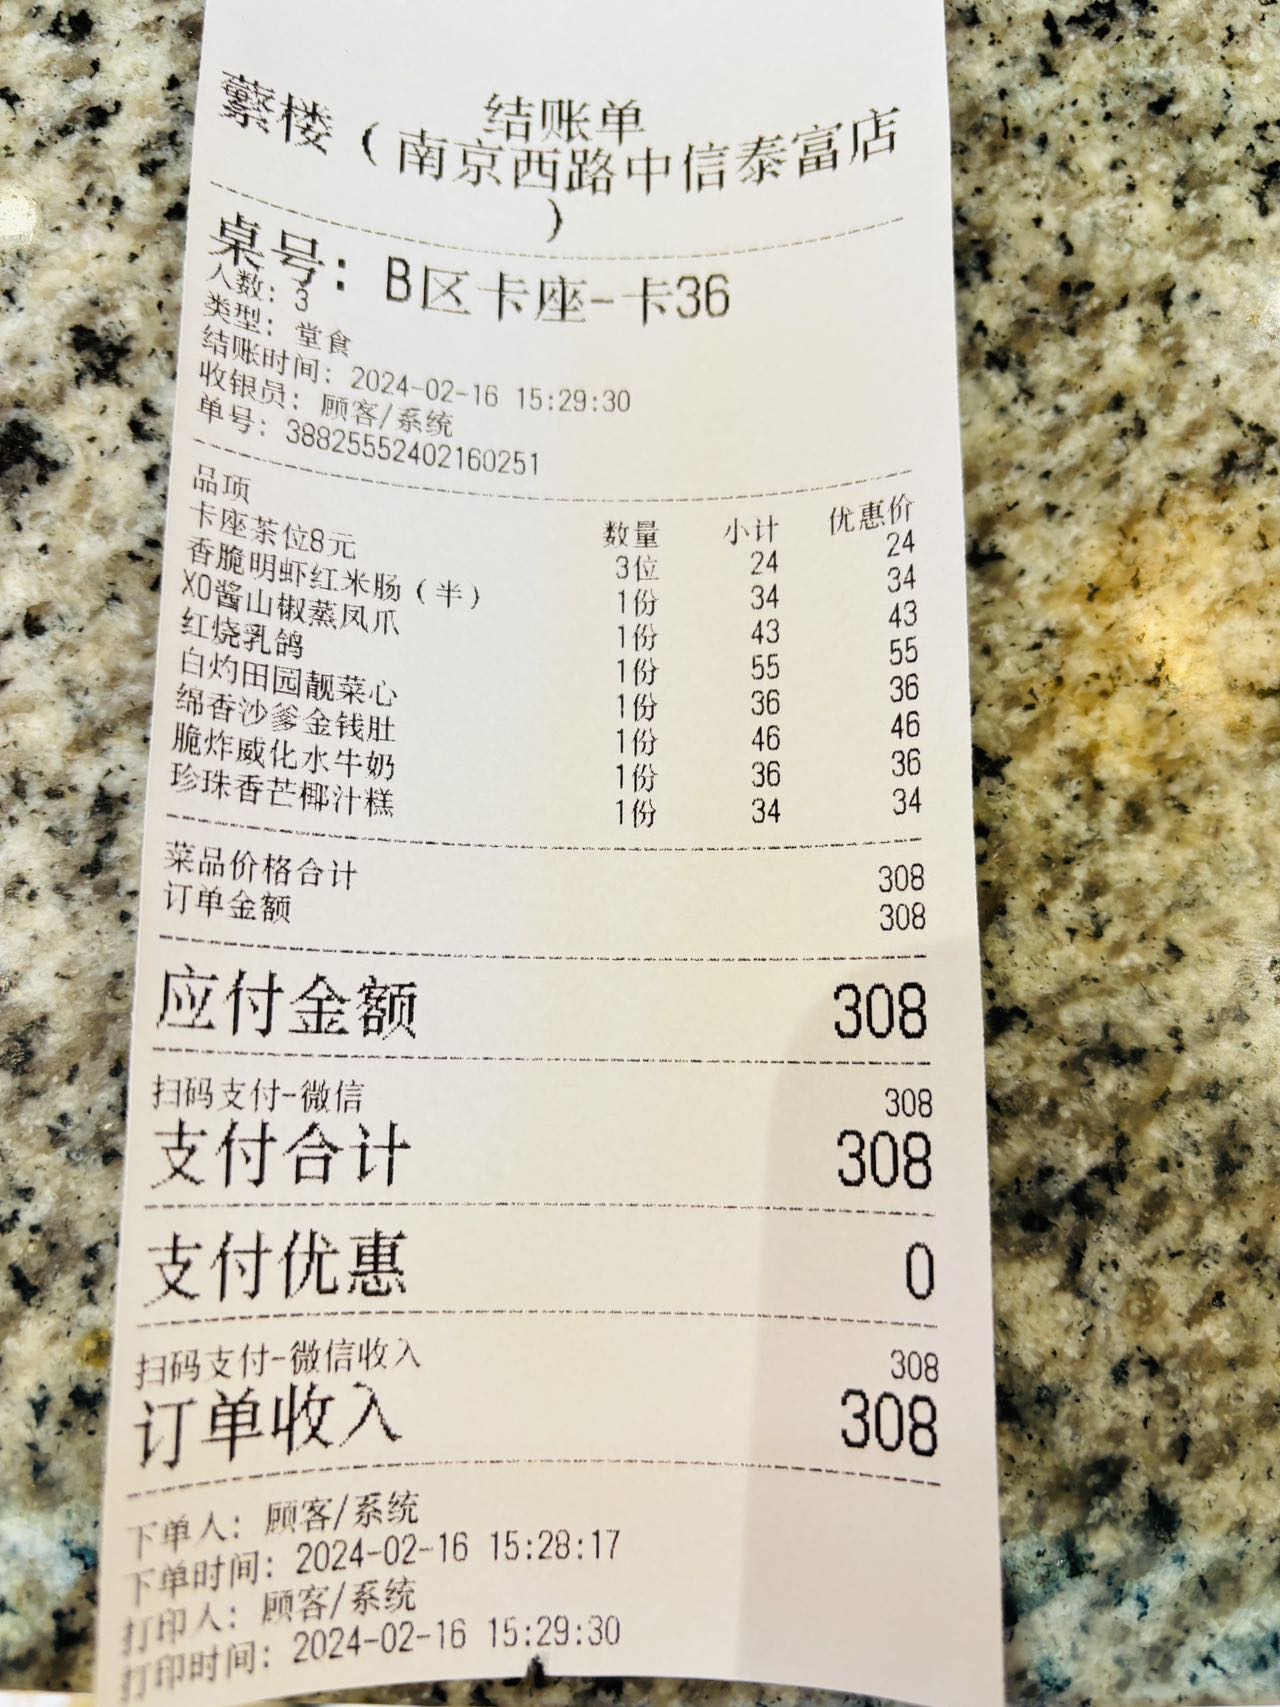 结账单
蘩楼（南京西路中信泰富店
）
桌号：B区卡座-卡36
人数：3
类型：堂食
结账时间：2024-02-16 15:29:30
收银员：顾客/系统
单号：38825552402160251
品项 数量 小计 优惠价
卡座茶位8元 3位 24 24
香脆明虾红米肠（半） 1份 34 34
XO酱山椒蒸凤爪 1份 43 43
红烧乳鸽 1份 55 55
白灼田园靓菜心 1份 36 36
绵香沙爹金钱肚 1份 46 46
脆炸威化水牛奶 1份 36 36
珍珠香芒椰汁糕 1份 34 34
菜品价格合计 308
订单金额 308
应付金额 308
扫码支付-微信 308
支付合计 308
支付优惠 0
扫码支付-微信收入 308
订单收入 308
下单人：顾客/系统
下单时间：2024-02-16 15:28:17
打印人：顾客/系统
打印时间：2024-02-16 15:29:30